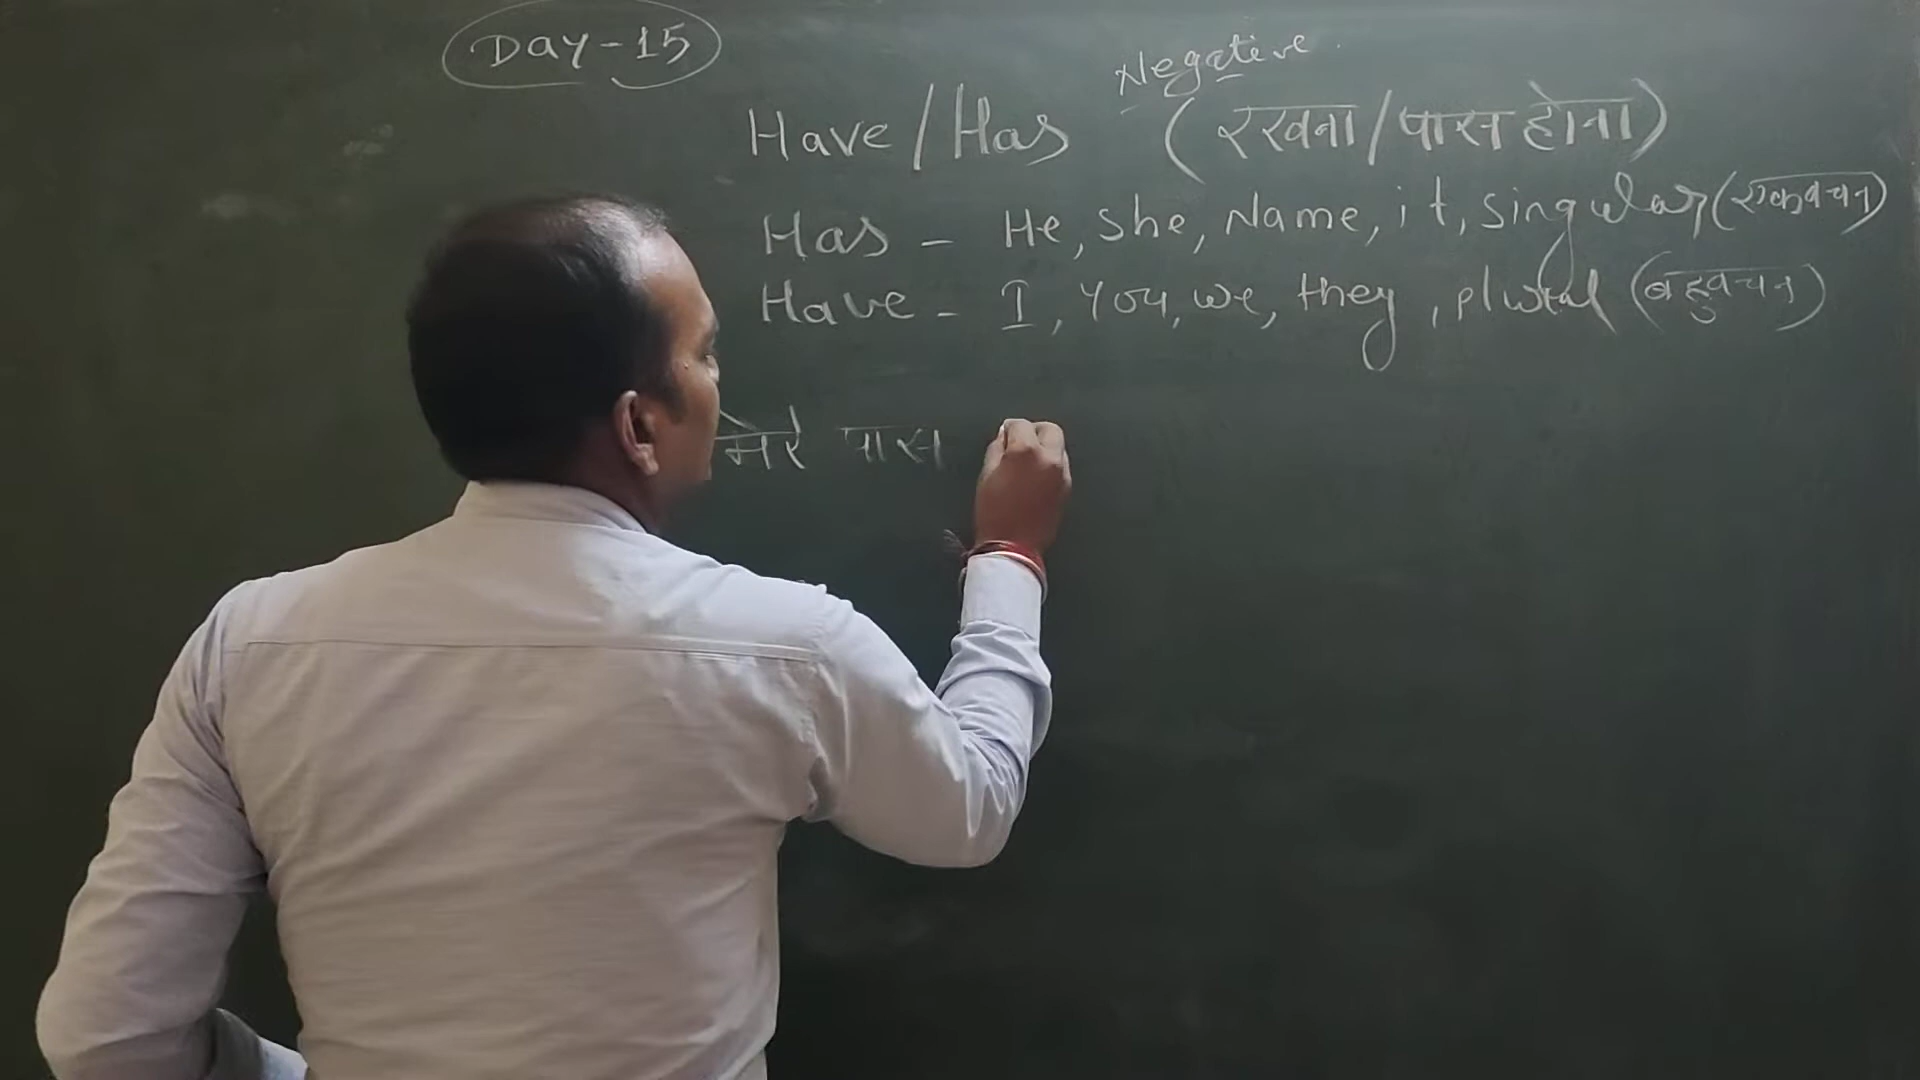 Day-15
Negative
Have/Has (रखना/पास होना)
Has - He, She, Name, it, Singular (एकवचन)
Have - I, You, we, they, plural (बहुवचन)
मेरे पास